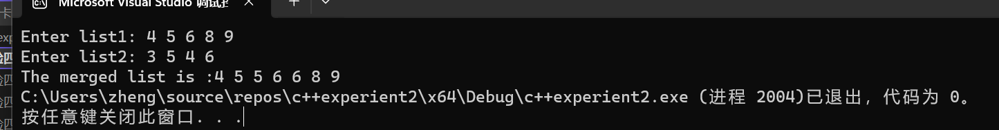 Microsoft Visual Studio 调试控
Enter list1: 4 5 6 8 9
Enter list2: 3 5 4 6
The merged list is :4 5 5 6 6 8 9
C:\Users\zheng\source\repos\c++experient2\x64\Debug\c++experient2.exe (进程 2004)已退出，代码为 0。
按任意键关闭此窗口. . .